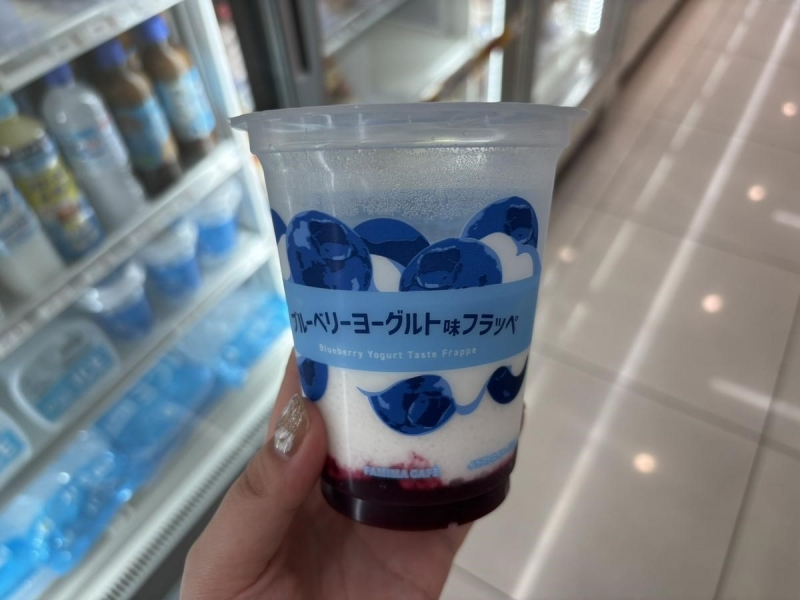 ブルーベリーヨーグルト味フラッペ
Blueberry Yogurt Taste Frappe
FAMIMA CAFÉ